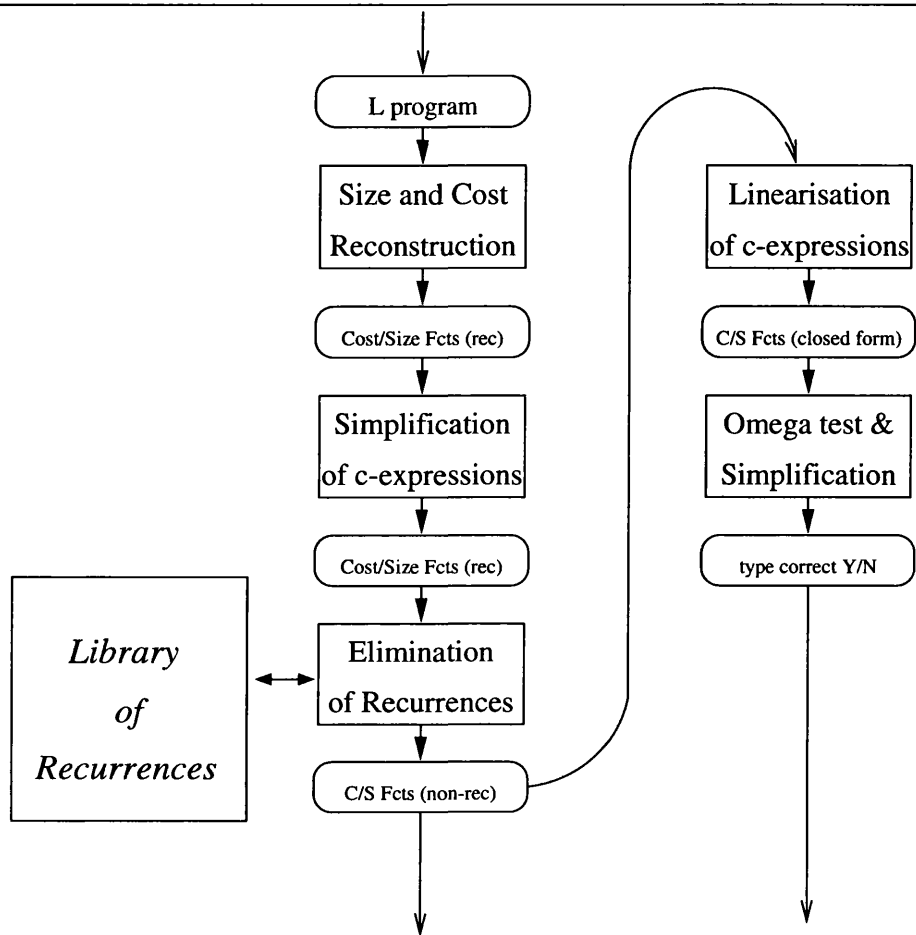 L program
Size and Cost
Reconstruction
Cost/Size Fcts (rec)
Simplification
of c-expressions
Cost/Size Fcts (rec)
Library
of
Recurrences
Elimination
of Recurrences
C/S Fcts (non-rec)
Linearisation
of c-expressions
C/S Fcts (closed form)
Omega test &
Simplification
type correct Y/N